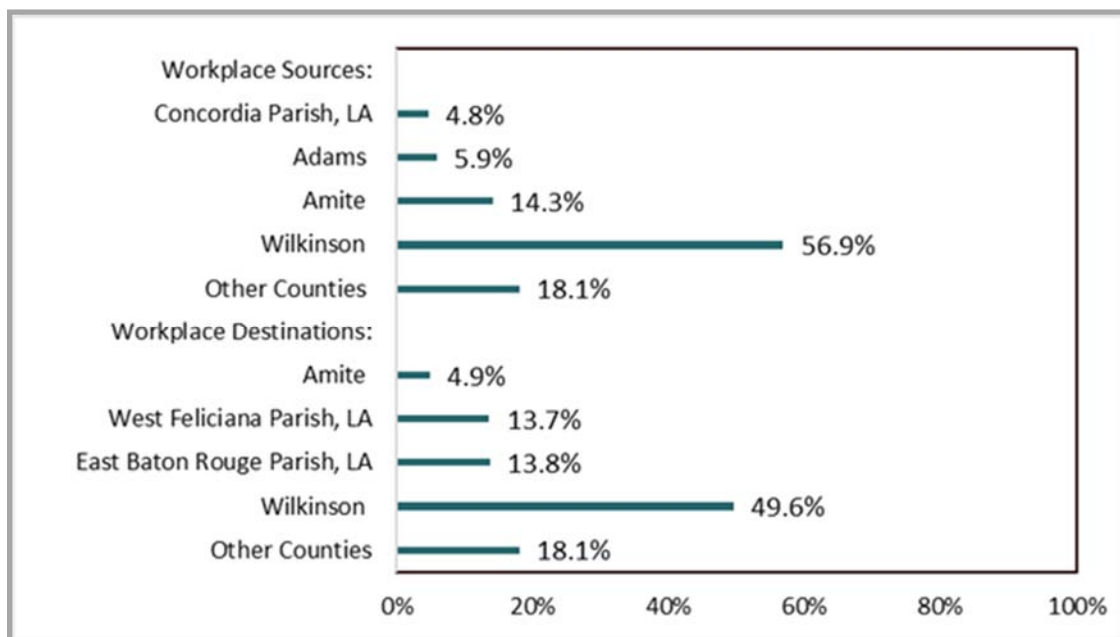 Workplace Sources:
Concordia Parish, LA 4.8%
Adams 5.9%
Amite 14.3%
Wilkinson 56.9%
Other Counties 18.1%
Workplace Destinations:
Amite 4.9%
West Feliciana Parish, LA 13.7%
East Baton Rouge Parish, LA 13.8%
Wilkinson 49.6%
Other Counties 18.1%
0% 20% 40% 60% 80% 100%